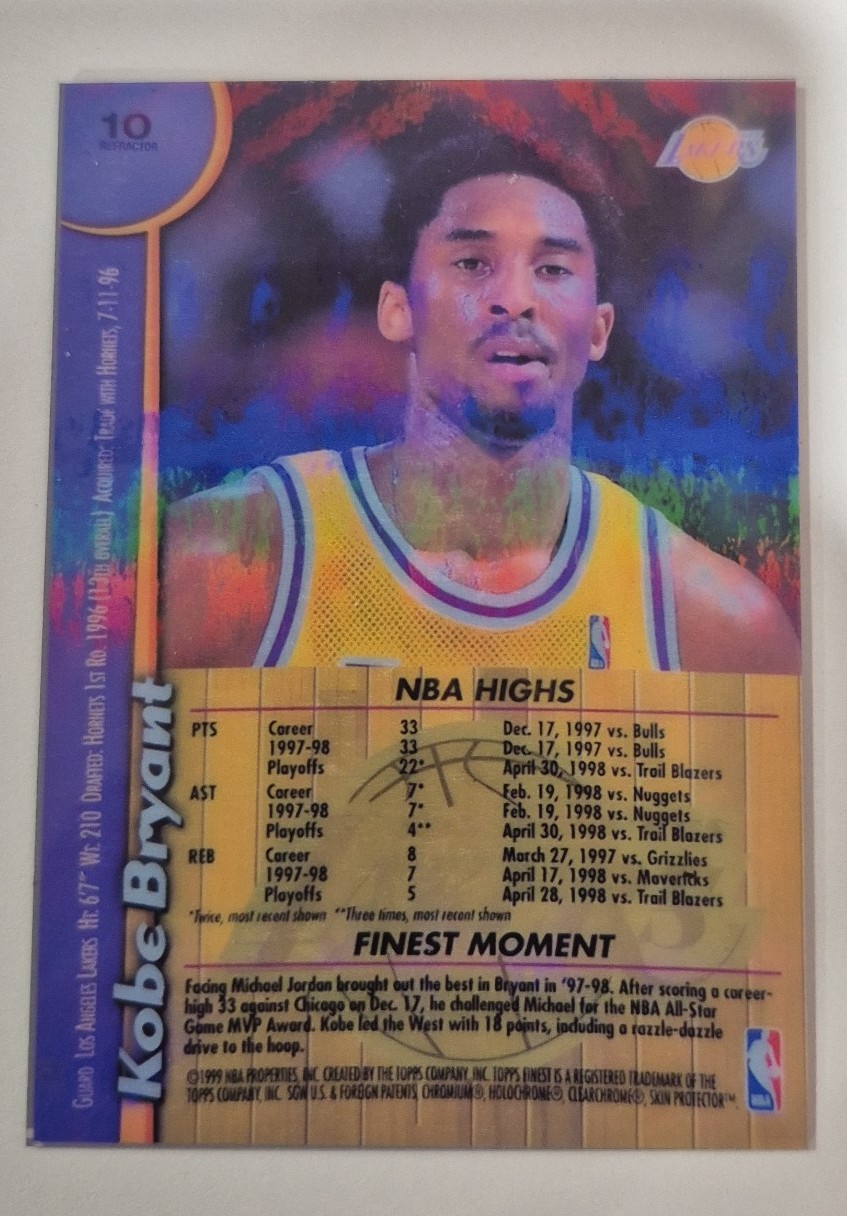 10
REFRACTOR
LAKERS
GUARD LOS ANGELES LAKERS HT: 6'7" WT: 210 DRAFTED: HORNETS 1ST RD. 1996 (13TH OVERALL) ACQUIRED: TRADE WITH HORNETS, 7-11-96
Kobe Bryant
NBA HIGHS
PTS Career 33 Dec. 17, 1997 vs. Bulls
1997-98 33 Dec. 17, 1997 vs. Bulls
Playoffs 22* April 30, 1998 vs. Trail Blazers
AST Career 7* Feb. 19, 1998 vs. Nuggets
1997-98 7* Feb. 19, 1998 vs. Nuggets
Playoffs 4** April 30, 1998 vs. Trail Blazers
REB Career 8 March 27, 1997 vs. Grizzlies
1997-98 7 April 17, 1998 vs. Mavericks
Playoffs 5 April 28, 1998 vs. Trail Blazers
*Twice, most recent shown **Three times, most recent shown
FINEST MOMENT
Facing Michael Jordan brought out the best in Bryant in '97-98. After scoring a career-
high 33 against Chicago on Dec. 17, he challenged Michael for the NBA All-Star
Game MVP Award. Kobe led the West with 18 points, including a razzle-dazzle
drive to the hoop.
©1999 NBA PROPERTIES, INC. CREATED BY THE TOPPS COMPANY, INC. TOPPS FINEST IS A REGISTERED TRADEMARK OF THE
TOPPS COMPANY, INC. SGW U.S. & FOREIGN PATENTS, CHROMIUM®, HOLOCHROME®, CLEARCHROME®, SKIN PROTECTOR™.
NBA